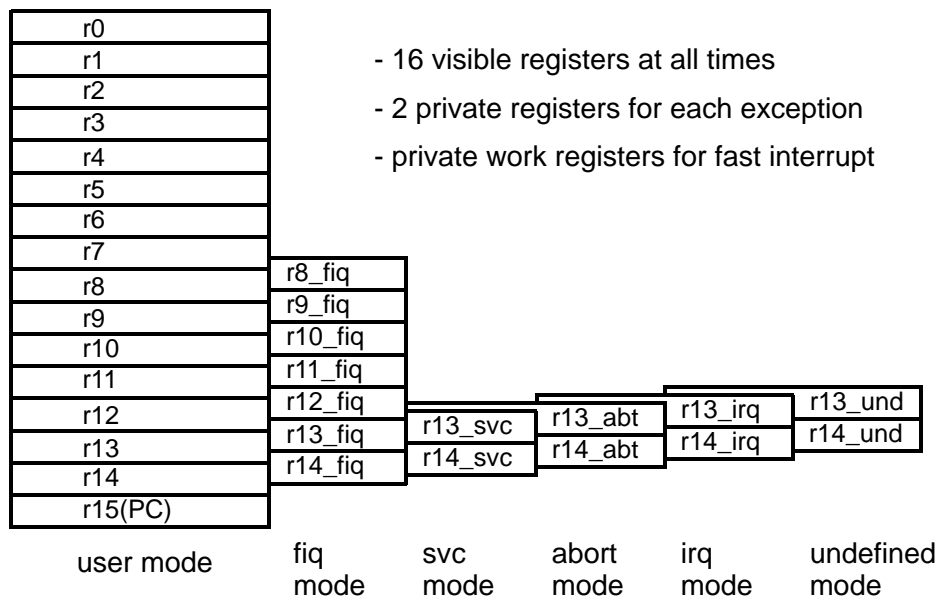 r0
r1
r2
r3
r4
r5
r6
r7
r8
r9
r10
r11
r12
r13
r14
r15(PC)
- 16 visible registers at all times
- 2 private registers for each exception
- private work registers for fast interrupt
r8_fiq
r9_fiq
r10_fiq
r11_fiq
r12_fiq
r13_fiq
r14_fiq
r13_svc
r14_svc
r13_abt
r14_abt
r13_irq
r14_irq
r13_und
r14_und
user mode
fiq
mode
svc
mode
abort
mode
irq
mode
undefined
mode